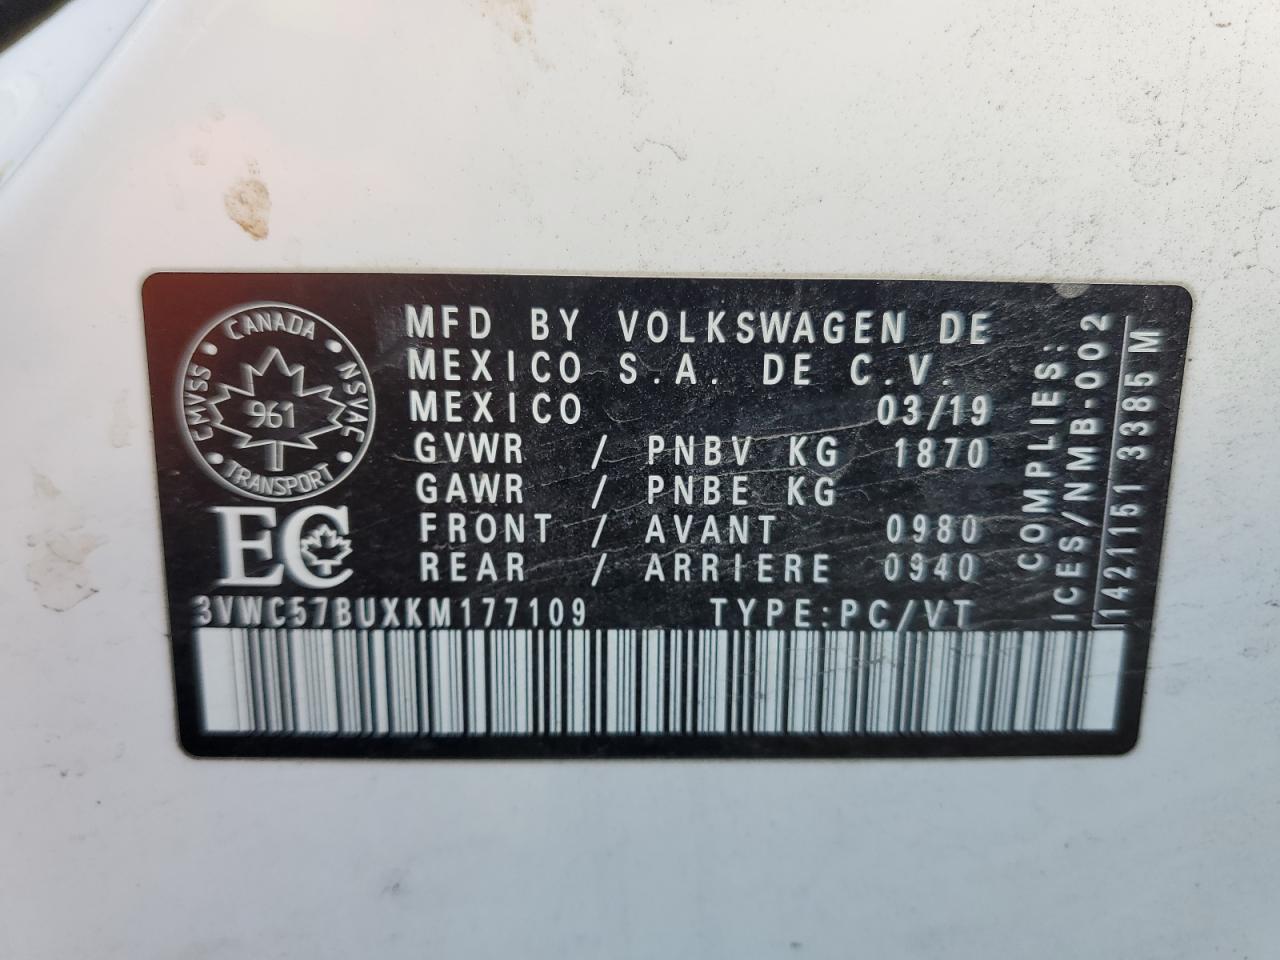 CANADA
CMVSS • NSVAC
961
TRANSPORT
EC
MFD BY VOLKSWAGEN DE
MEXICO S.A. DE C.V.
MEXICO 03/19
GVWR / PNBV KG 1870
GAWR / PNBE KG
FRONT / AVANT 0980
REAR / ARRIERE 0940
3VWC57BUXKM177109 TYPE:PC/VT
COMPLIES:
ICES/NMB-002
1421151 3385 M